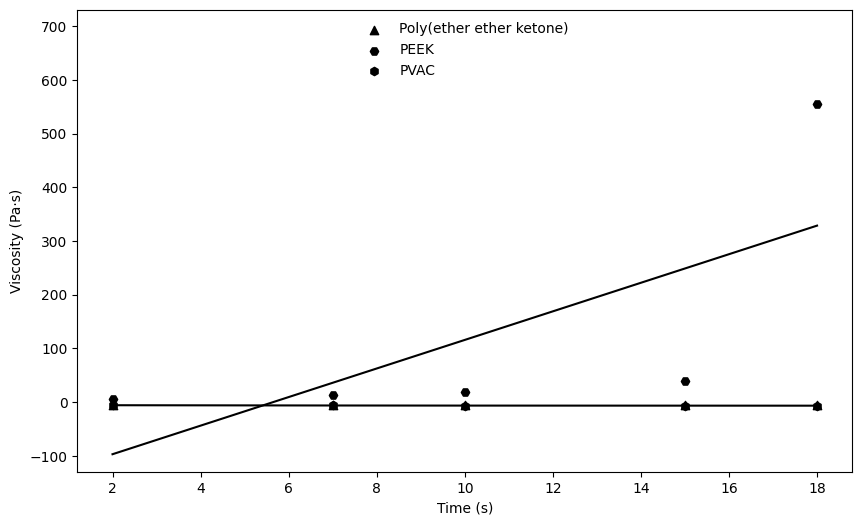 Poly(ether ether ketone)
PEEK
PVAC
700
600
500
400
300
200
100
0
−100
Viscosity (Pa·s)
2 4 6 8 10 12 14 16 18
Time (s)